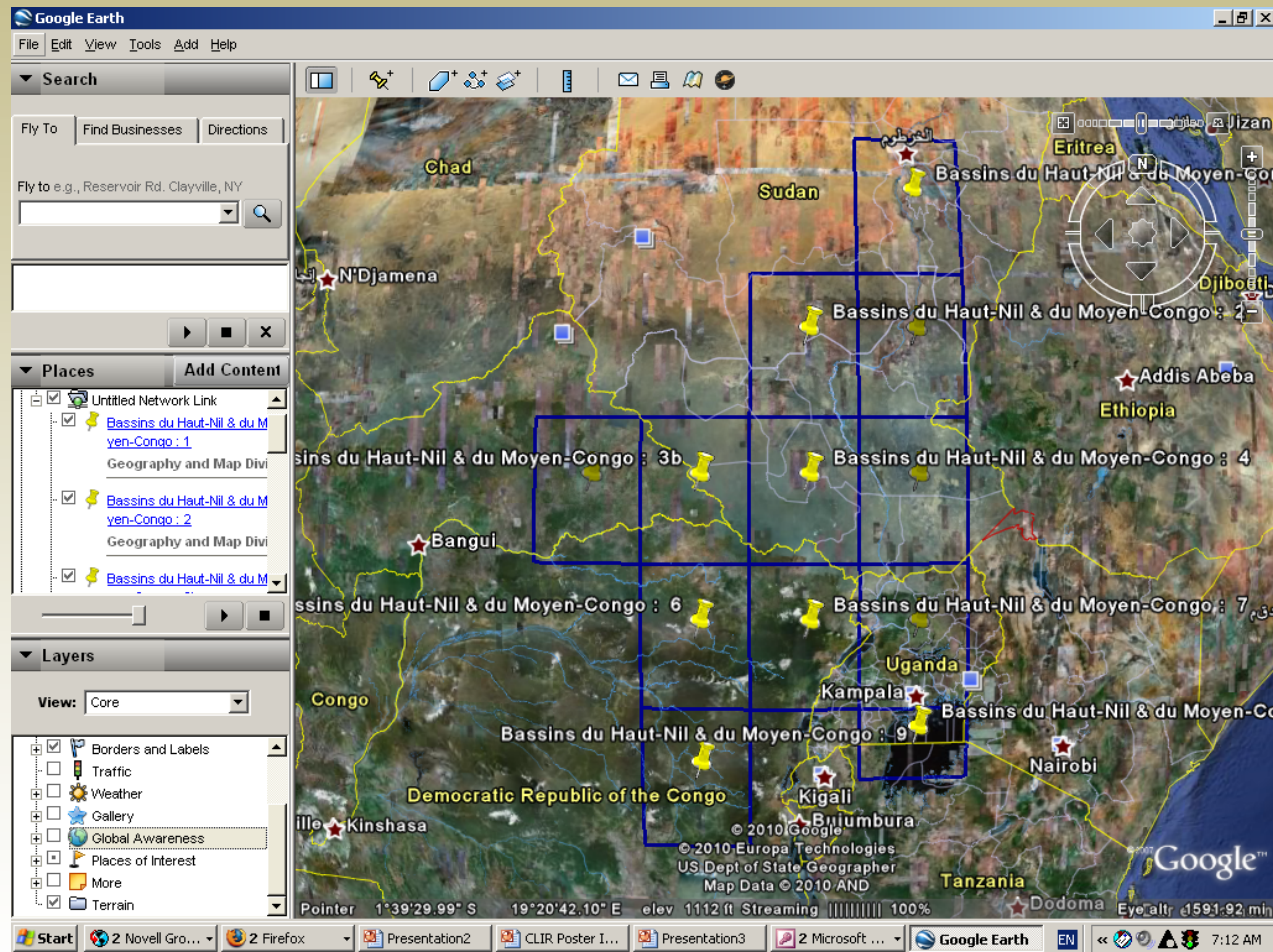 Google Earth
File Edit View Tools Add Help
Search
Fly To Find Businesses Directions
Fly to e.g., Reservoir Rd. Clayville, NY
Places Add Content
Untitled Network Link
Bassins du Haut-Nil & du M
yen-Congo : 1
Geography and Map Divi
Bassins du Haut-Nil & du M
yen-Congo : 2
Geography and Map Divi
Bassins du Haut-Nil & du M
Layers
View: Core
Borders and Labels
Traffic
Weather
Gallery
Global Awareness
Places of Interest
More
Terrain
Jizan
الخرطوم
Eritrea
N
Chad
Bassins du Haut-Nil & du Moyen-Co
Sudan
N'Djamena
Djibouti
Bassins du Haut-Nil & du Moyen-Congo : 2
Addis Abeba
Ethiopia
sins du Haut-Nil & du Moyen-Congo : 3b
Bassins du Haut-Nil & du Moyen-Congo : 4
Bangui
ssins du Haut-Nil & du Moyen-Congo : 6
Bassins du Haut-Nil & du Moyen-Congo : 7
Uganda
Kampala
Congo
Bassins du Haut-Nil & du Moyen-Co
Bassins du Haut-Nil & du Moyen-Congo : 9
Nairobi
Democratic Republic of the Congo
Kigali
ille
Kinshasa
Bujumbura
© 2010 Google
© 2010 Europa Technologies
US Dept of State Geographer
Map Data © 2010 AND
©2007 Google™
Tanzania
Dodoma
Pointer 1°39'29.99" S 19°20'42.10" E elev 1112 ft Streaming |||||||||| 100% Eye alt 1591.92 mi
Start 2 Novell Gro... 2 Firefox Presentation2 CLIR Poster I... Presentation3 2 Microsoft ... Google Earth EN « 7:12 AM